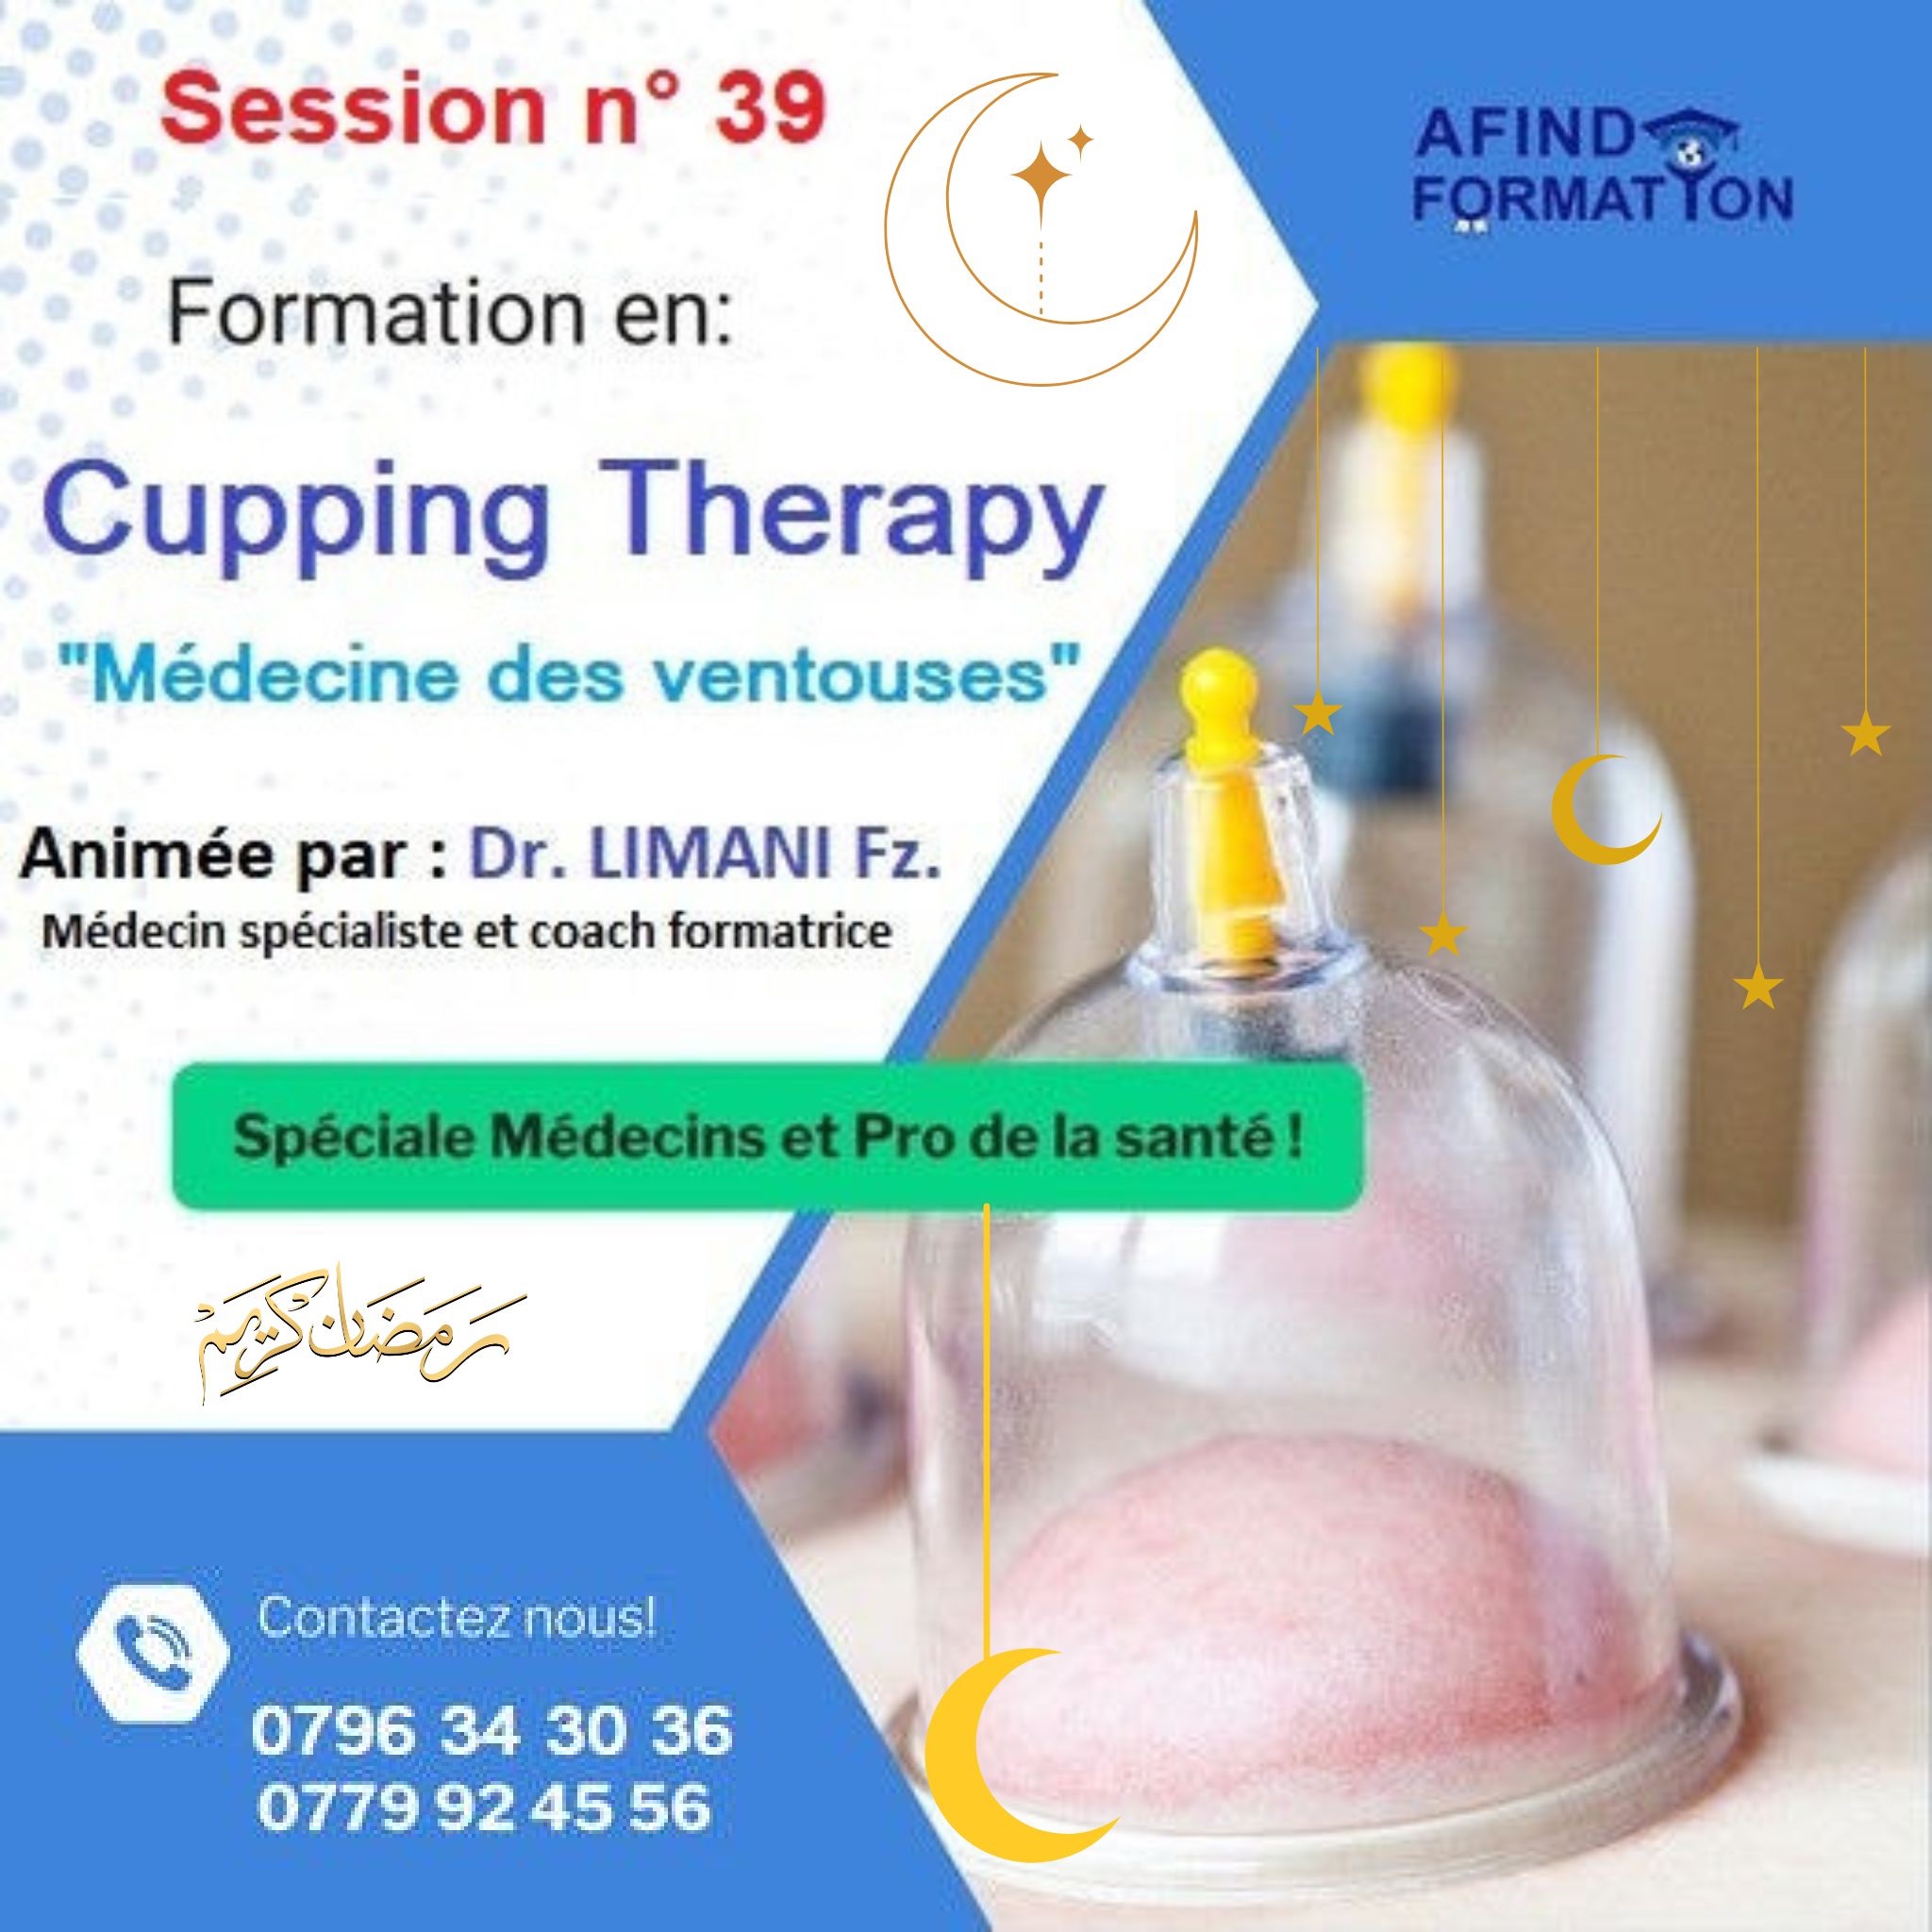 Session n° 39
AFIND
FORMATION
Formation en:
Cupping Therapy
"Médecine des ventouses"
Animée par : Dr. LIMANI Fz.
Médecin spécialiste et coach formatrice
Spéciale Médecins et Pro de la santé !
رمضان كريم
Contactez nous!
0796 34 30 36
0779 92 45 56